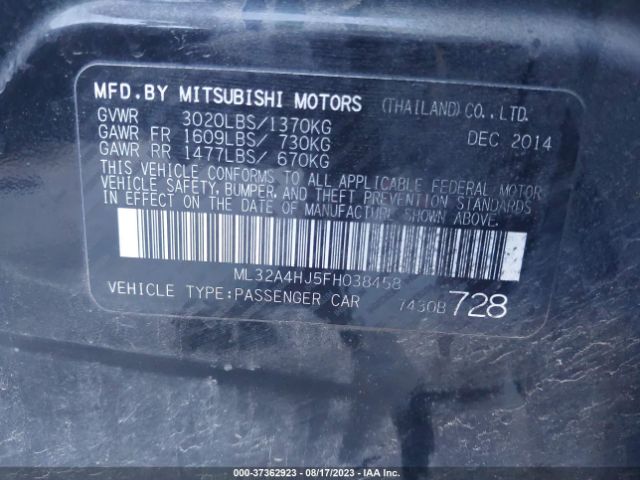 MFD.BY MITSUBISHI MOTORS (THAILAND) CO., LTD.
GVWR 3020LBS/1370KG DEC 2014
GAWR FR 1609LBS/ 730KG
GAWR RR 1477LBS/ 670KG
THIS VEHICLE CONFORMS TO ALL APPLICABLE FEDERAL MOTOR
VEHICLE SAFETY, BUMPER, AND THEFT PREVENTION STANDARDS
IN EFFECT ON THE DATE OF MANUFACTURE SHOWN ABOVE.
ML32A4HJ5FH038458
VEHICLE TYPE:PASSENGER CAR 7430B 728
000-37362923 - 08/17/2023 - IAA Inc.